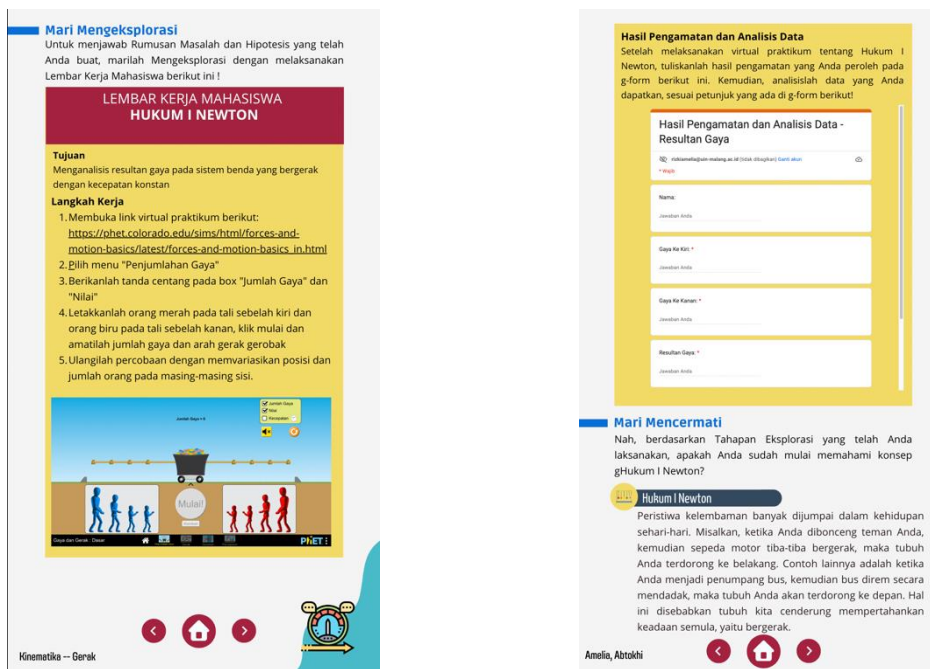 Mari Mengeksplorasi
Untuk menjawab Rumusan Masalah dan Hipotesis yang telah
Anda buat, marilah Mengeksplorasi dengan melaksanakan
Lembar Kerja Mahasiswa berikut ini !
LEMBAR KERJA MAHASISWA
HUKUM I NEWTON
Tujuan
Menganalisis resultan gaya pada sistem benda yang bergerak
dengan kecepatan konstan
Langkah Kerja
1.Membuka link virtual praktikum berikut:
https://phet.colorado.edu/sims/html/forces-and-
motion-basics/latest/forces-and-motion-basics_in.html
2.Pilih menu "Penjumlahan Gaya"
3.Berikanlah tanda centang pada box "Jumlah Gaya" dan
"Nilai"
4.Letakkanlah orang merah pada tali sebelah kiri dan
orang biru pada tali sebelah kanan, klik mulai dan
amatilah jumlah gaya dan arah gerak gerobak
5.Ulangilah percobaan dengan memvariasikan posisi dan
jumlah orang pada masing-masing sisi.
Jumlah Gaya = 0
Jumlah Gaya
Nilai
Kecepatan
Mulai!
Gaya dan Gerak : Dasar
PhET
Kinematika -- Gerak
Hasil Pengamatan dan Analisis Data
Setelah melaksanakan virtual praktikum tentang Hukum I
Newton, tuliskanlah hasil pengamatan yang Anda peroleh pada
g-form berikut ini. Kemudian, analisislah data yang Anda
dapatkan, sesuai petunjuk yang ada di g-form berikut!
Hasil Pengamatan dan Analisis Data -
Resultan Gaya
(tidak dibagikan) Ganti akun
* Wajib
Nama:
Jawaban Anda
Gaya Ke Kiri: *
Jawaban Anda
Gaya Ke Kanan: *
Jawaban Anda
Resultan Gaya: *
Jawaban Anda
Mari Mencermati
Nah, berdasarkan Tahapan Eksplorasi yang telah Anda
laksanakan, apakah Anda sudah mulai memahami konsep
gHukum I Newton?
Hukum I Newton
Peristiwa kelembaman banyak dijumpai dalam kehidupan
sehari-hari. Misalkan, ketika Anda dibonceng teman Anda,
kemudian sepeda motor tiba-tiba bergerak, maka tubuh
Anda terdorong ke belakang. Contoh lainnya adalah ketika
Anda menjadi penumpang bus, kemudian bus direm secara
mendadak, maka tubuh Anda akan terdorong ke depan. Hal
ini disebabkan tubuh kita cenderung mempertahankan
keadaan semula, yaitu bergerak.
Amelia, Abtokhi